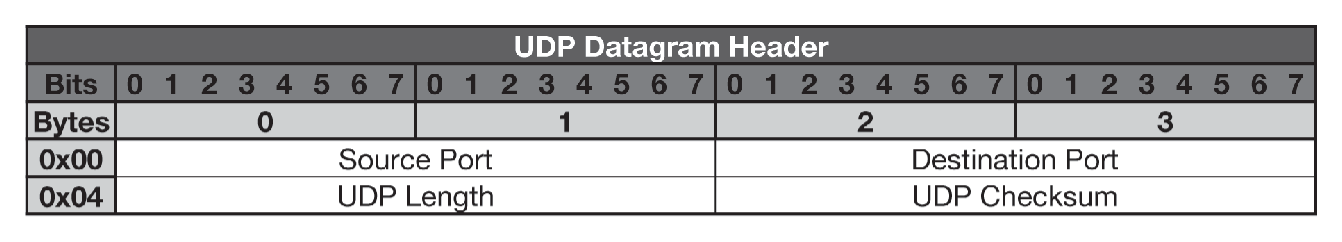 UDP Datagram Header
Bits 0 1 2 3 4 5 6 7 0 1 2 3 4 5 6 7 0 1 2 3 4 5 6 7 0 1 2 3 4 5 6 7
Bytes 0 1 2 3
0x00 Source Port Destination Port
0x04 UDP Length UDP Checksum